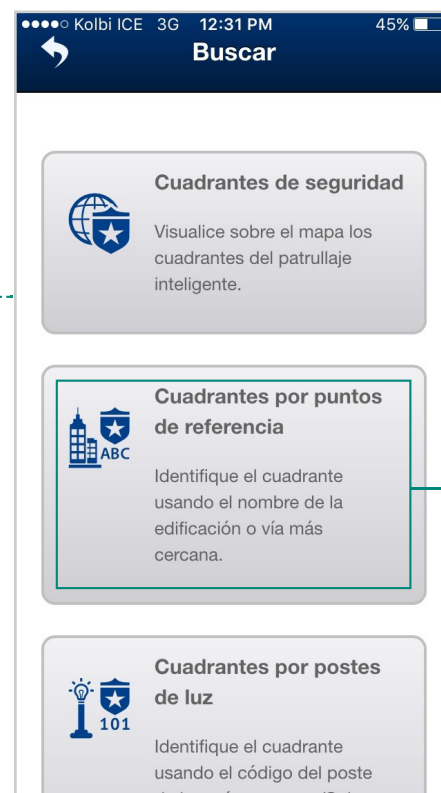 Kolbi ICE 3G 12:31 PM 45%
Buscar
Cuadrantes de seguridad
Visualice sobre el mapa los
cuadrantes del patrullaje
inteligente.
Cuadrantes por puntos
de referencia
ABC
Identifique el cuadrante
usando el nombre de la
edificación o vía más
cercana.
Cuadrantes por postes
de luz
101
Identifique el cuadrante
usando el código del poste